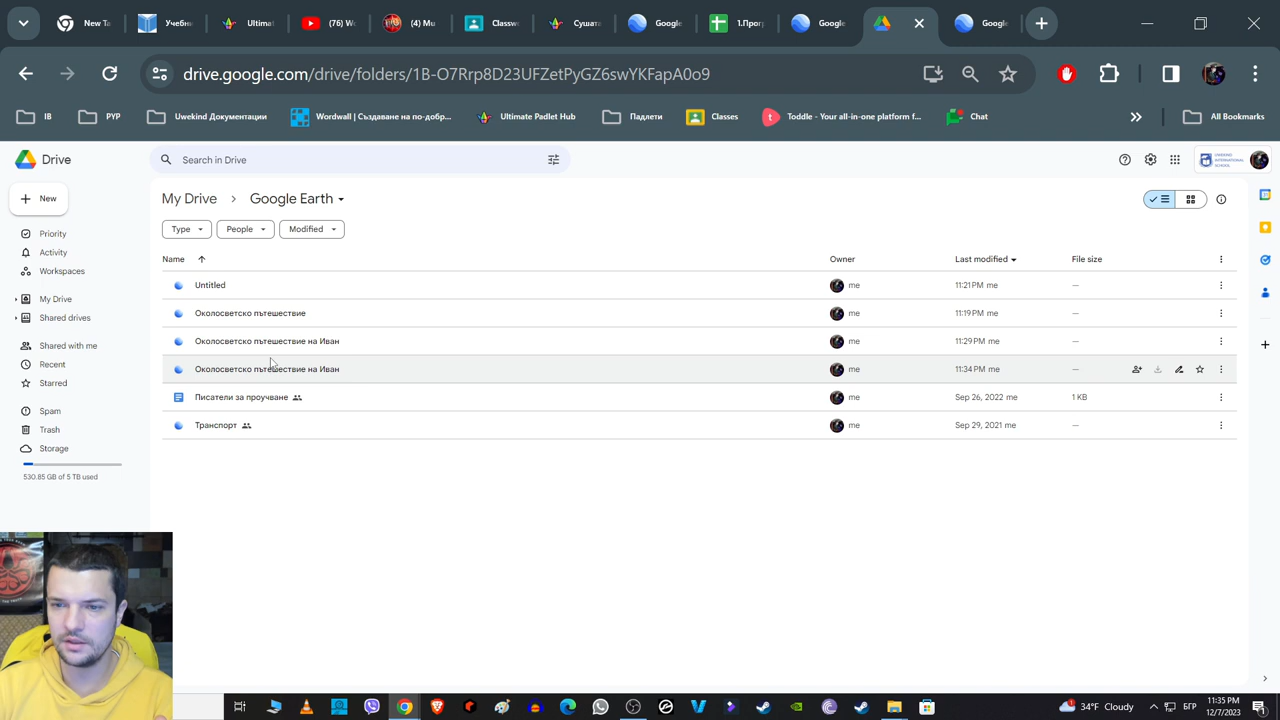 New Ta
Учебн
Ultimat
(76) Wo
(4) Mu
Classw
Сушата
Google
1.Прог
Google
Google
drive.google.com/drive/folders/1B-O7Rrp8D23UFZetPyGZ6swYKFapA0o9
IB
PYP
Uwekind Документации
Wordwall | Създаване на по-добр...
Ultimate Padlet Hub
Падлети
Classes
Toddle - Your all-in-one platform f...
Chat
All Bookmarks
Drive
Search in Drive
New
My Drive
Google Earth
Type
People
Modified
Priority
Activity
Workspaces
My Drive
Shared drives
Shared with me
Recent
Starred
Spam
Trash
Storage
530.85 GB of 5 TB used
Name
Owner
Last modified
File size
Untitled
me
11:21 PM me
—
Околосветско пътешествие
me
11:19 PM me
—
Околосветско пътешествие на Иван
me
11:29 PM me
—
Околосветско пътешествие на Иван
me
11:34 PM me
—
Писатели за проучване
me
Sep 26, 2022 me
1 KB
Транспорт
me
Sep 29, 2021 me
—
34°F Cloudy
БГР
11:35 PM
12/7/2023